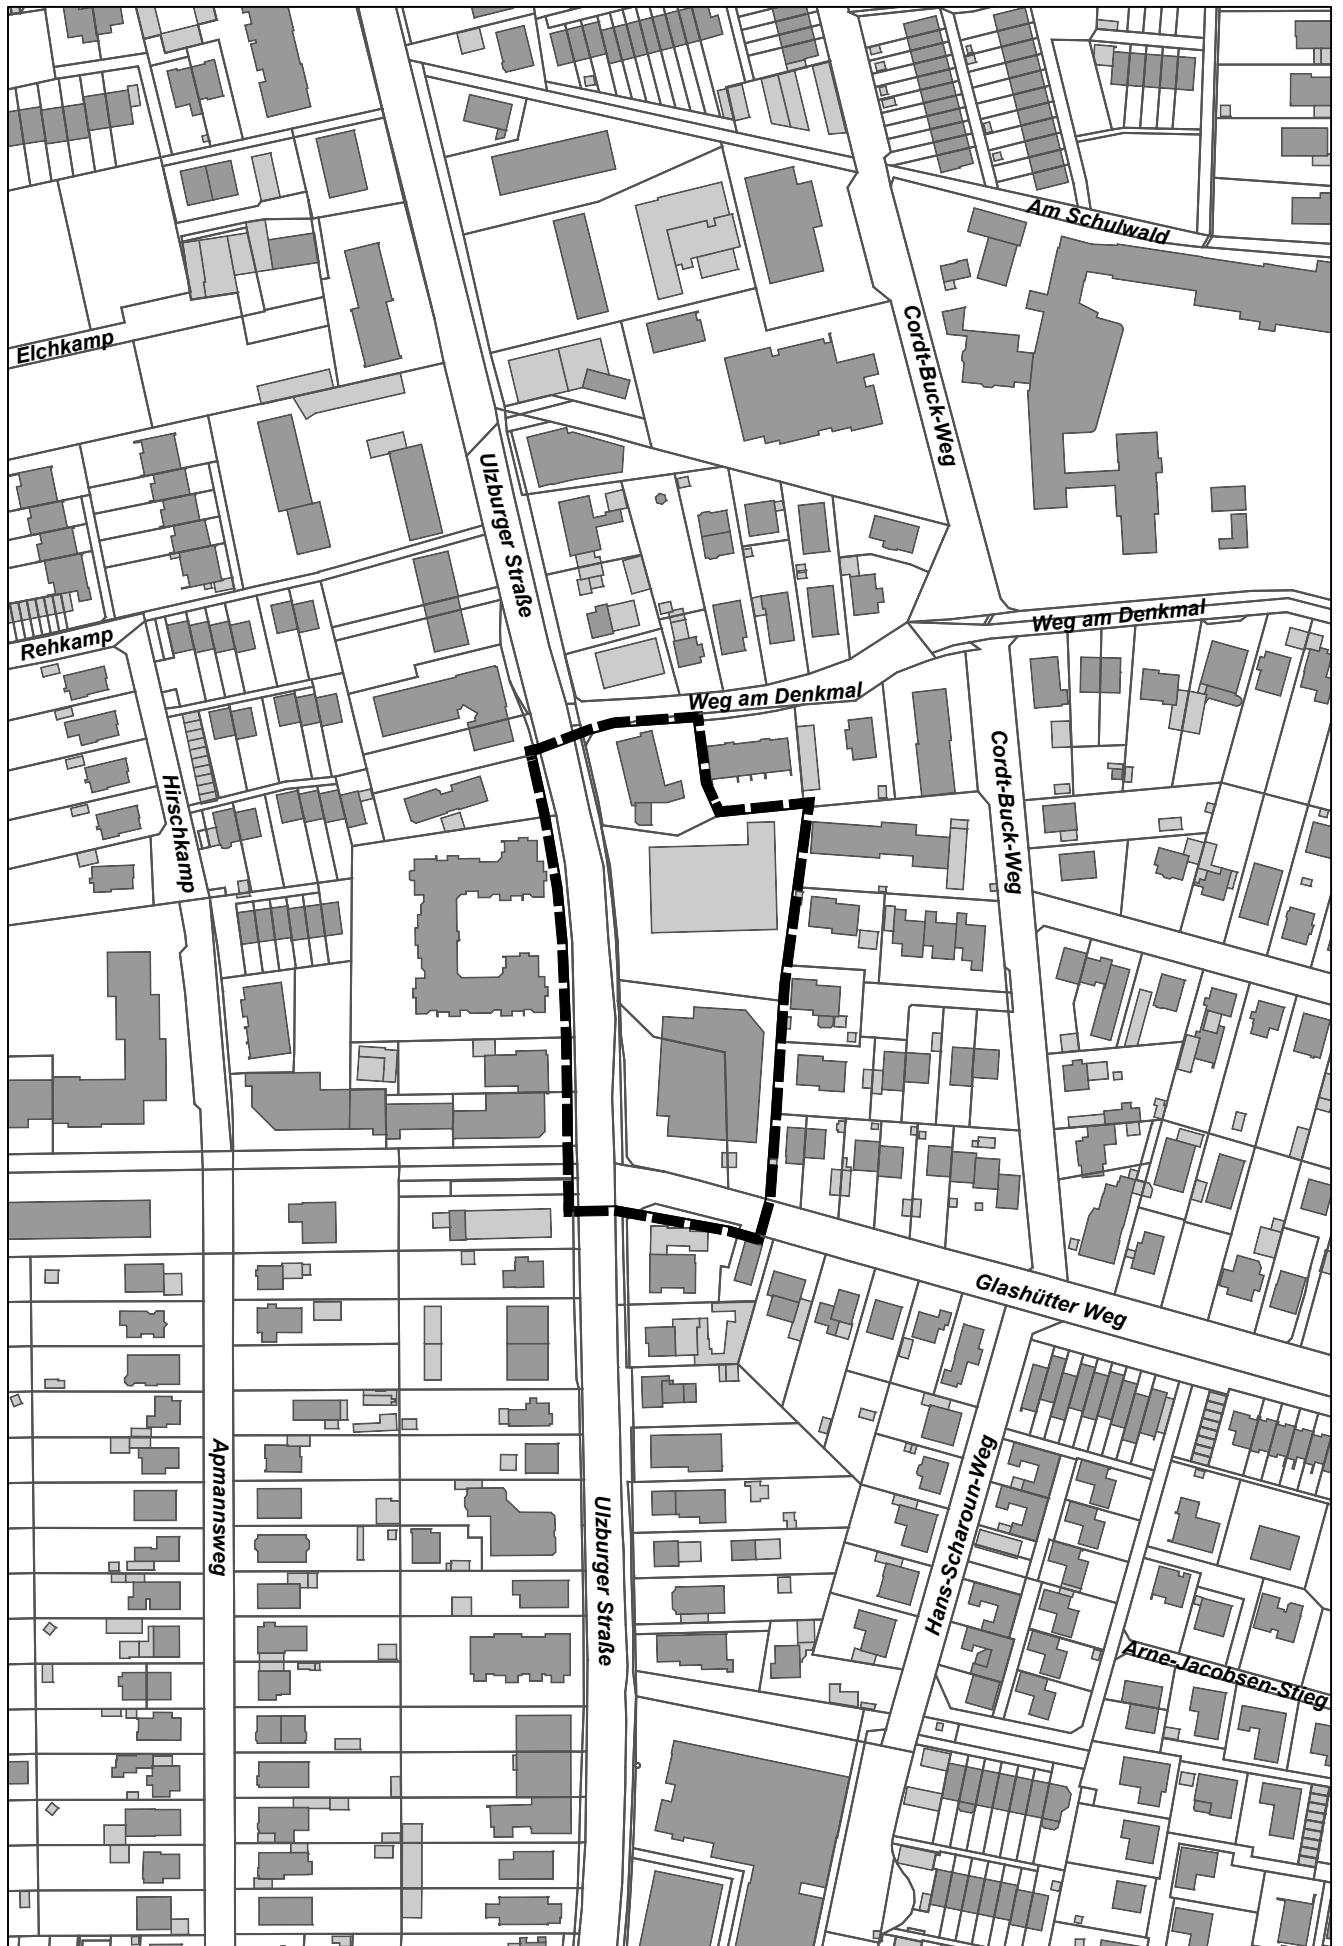 Am Schulwald
Elchkamp
Cordt-Buck-Weg
Ulzburger Straße
Weg am Denkmal
Rehkamp
Weg am Denkmal
Cordt-Buck-Weg
Hirschkamp
Glashütter Weg
Apmannsweg
Hans-Scharoun-Weg
Ulzburger Straße
Arne-Jacobsen-Stieg